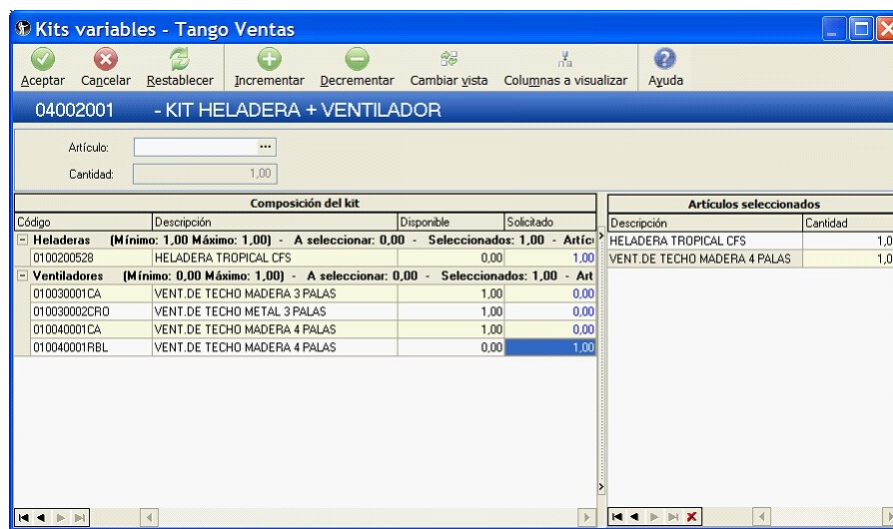 Kits variables - Tango Ventas
Aceptar Cancelar Restablecer Incrementar Decrementar Cambiar vista Columnas a visualizar Ayuda
04002001 - KIT HELADERA + VENTILADOR
Artículo: ...
Cantidad: 1,00
Composición del kit
Código Descripción Disponible Solicitado
Heladeras (Mínimo: 1,00 Máximo: 1,00) - A seleccionar: 0,00 - Seleccionados: 1,00 - Artíc
0100200528 HELADERA TROPICAL CFS 0,00 1,00
Ventiladores (Mínimo: 0,00 Máximo: 1,00) - A seleccionar: 0,00 - Seleccionados: 1,00 - Art
010030001CA VENT.DE TECHO MADERA 3 PALAS 1,00 0,00
010030002CRO VENT.DE TECHO METAL 3 PALAS 1,00 0,00
010040001CA VENT.DE TECHO MADERA 4 PALAS 1,00 0,00
010040001RBL VENT.DE TECHO MADERA 4 PALAS 0,00 1,00
Artículos seleccionados
Descripción Cantidad
HELADERA TROPICAL CFS 1,0
VENT.DE TECHO MADERA 4 PALAS 1,0